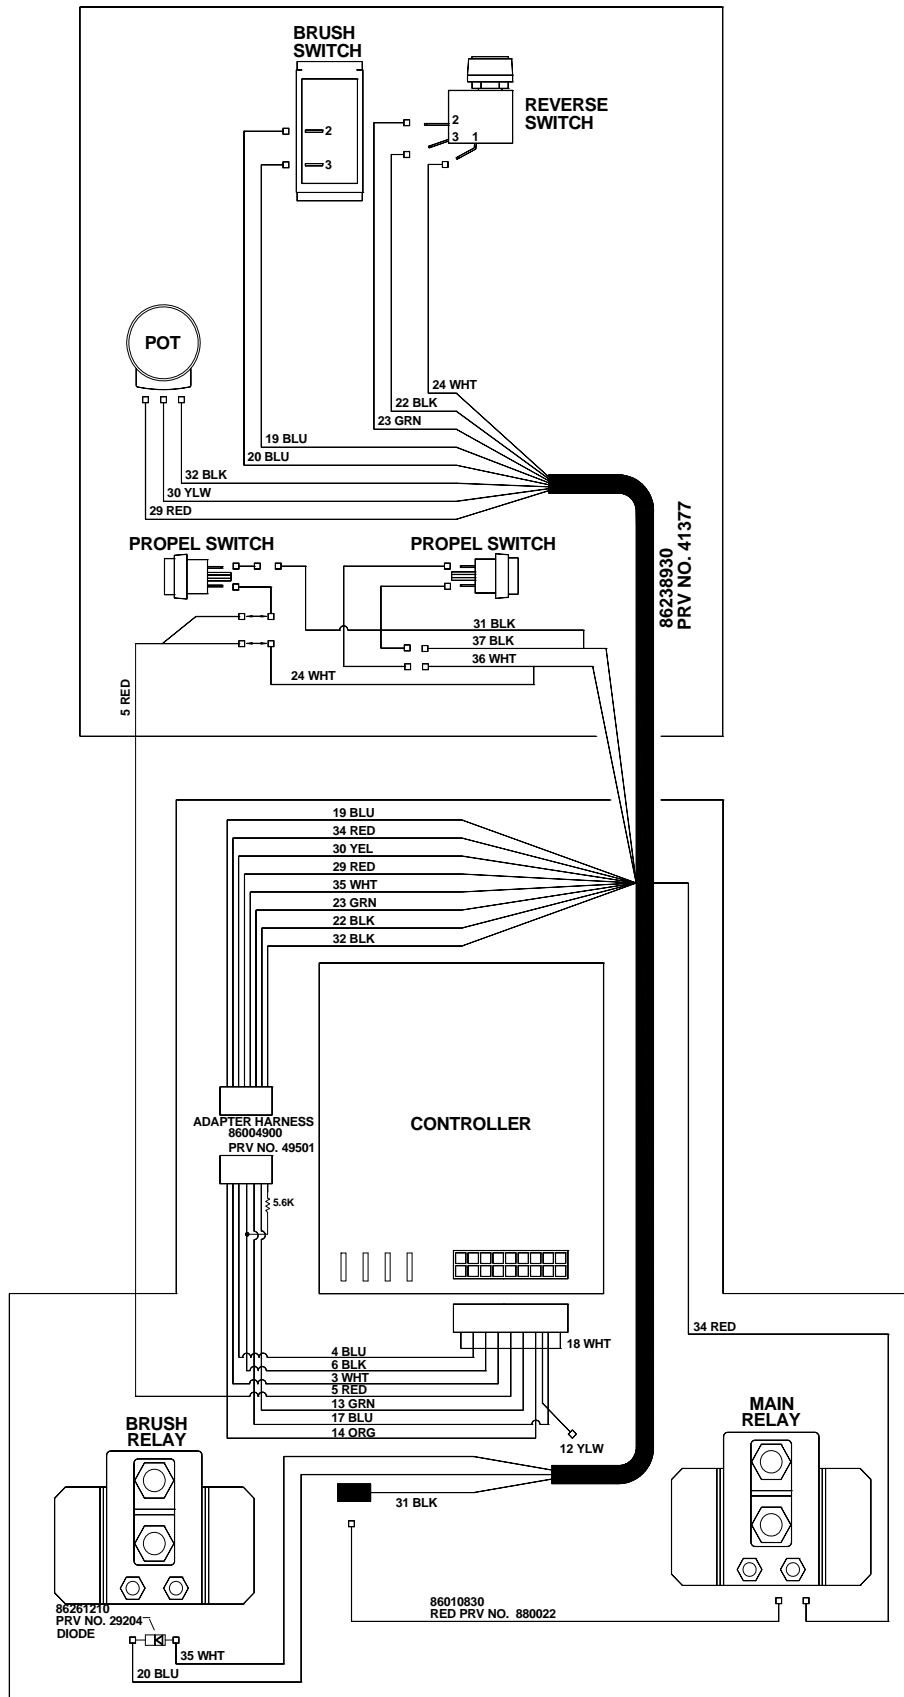 BRUSH
SWITCH
REVERSE
SWITCH
2
3
2
3 1
POT
24 WHT
22 BLK
23 GRN
19 BLU
20 BLU
32 BLK
30 YLW
29 RED
86238930
PRV NO. 41377
PROPEL SWITCH
PROPEL SWITCH
31 BLK
37 BLK
36 WHT
24 WHT
5 RED
19 BLU
34 RED
30 YEL
29 RED
35 WHT
23 GRN
22 BLK
32 BLK
ADAPTER HARNESS
86004900
PRV NO. 49501
CONTROLLER
5.6K
34 RED
18 WHT
4 BLU
6 BLK
3 WHT
5 RED
13 GRN
17 BLU
14 ORG
12 YLW
BRUSH
RELAY
MAIN
RELAY
31 BLK
86010830
RED PRV NO. 880022
86261210
PRV NO. 29204
DIODE
35 WHT
20 BLU